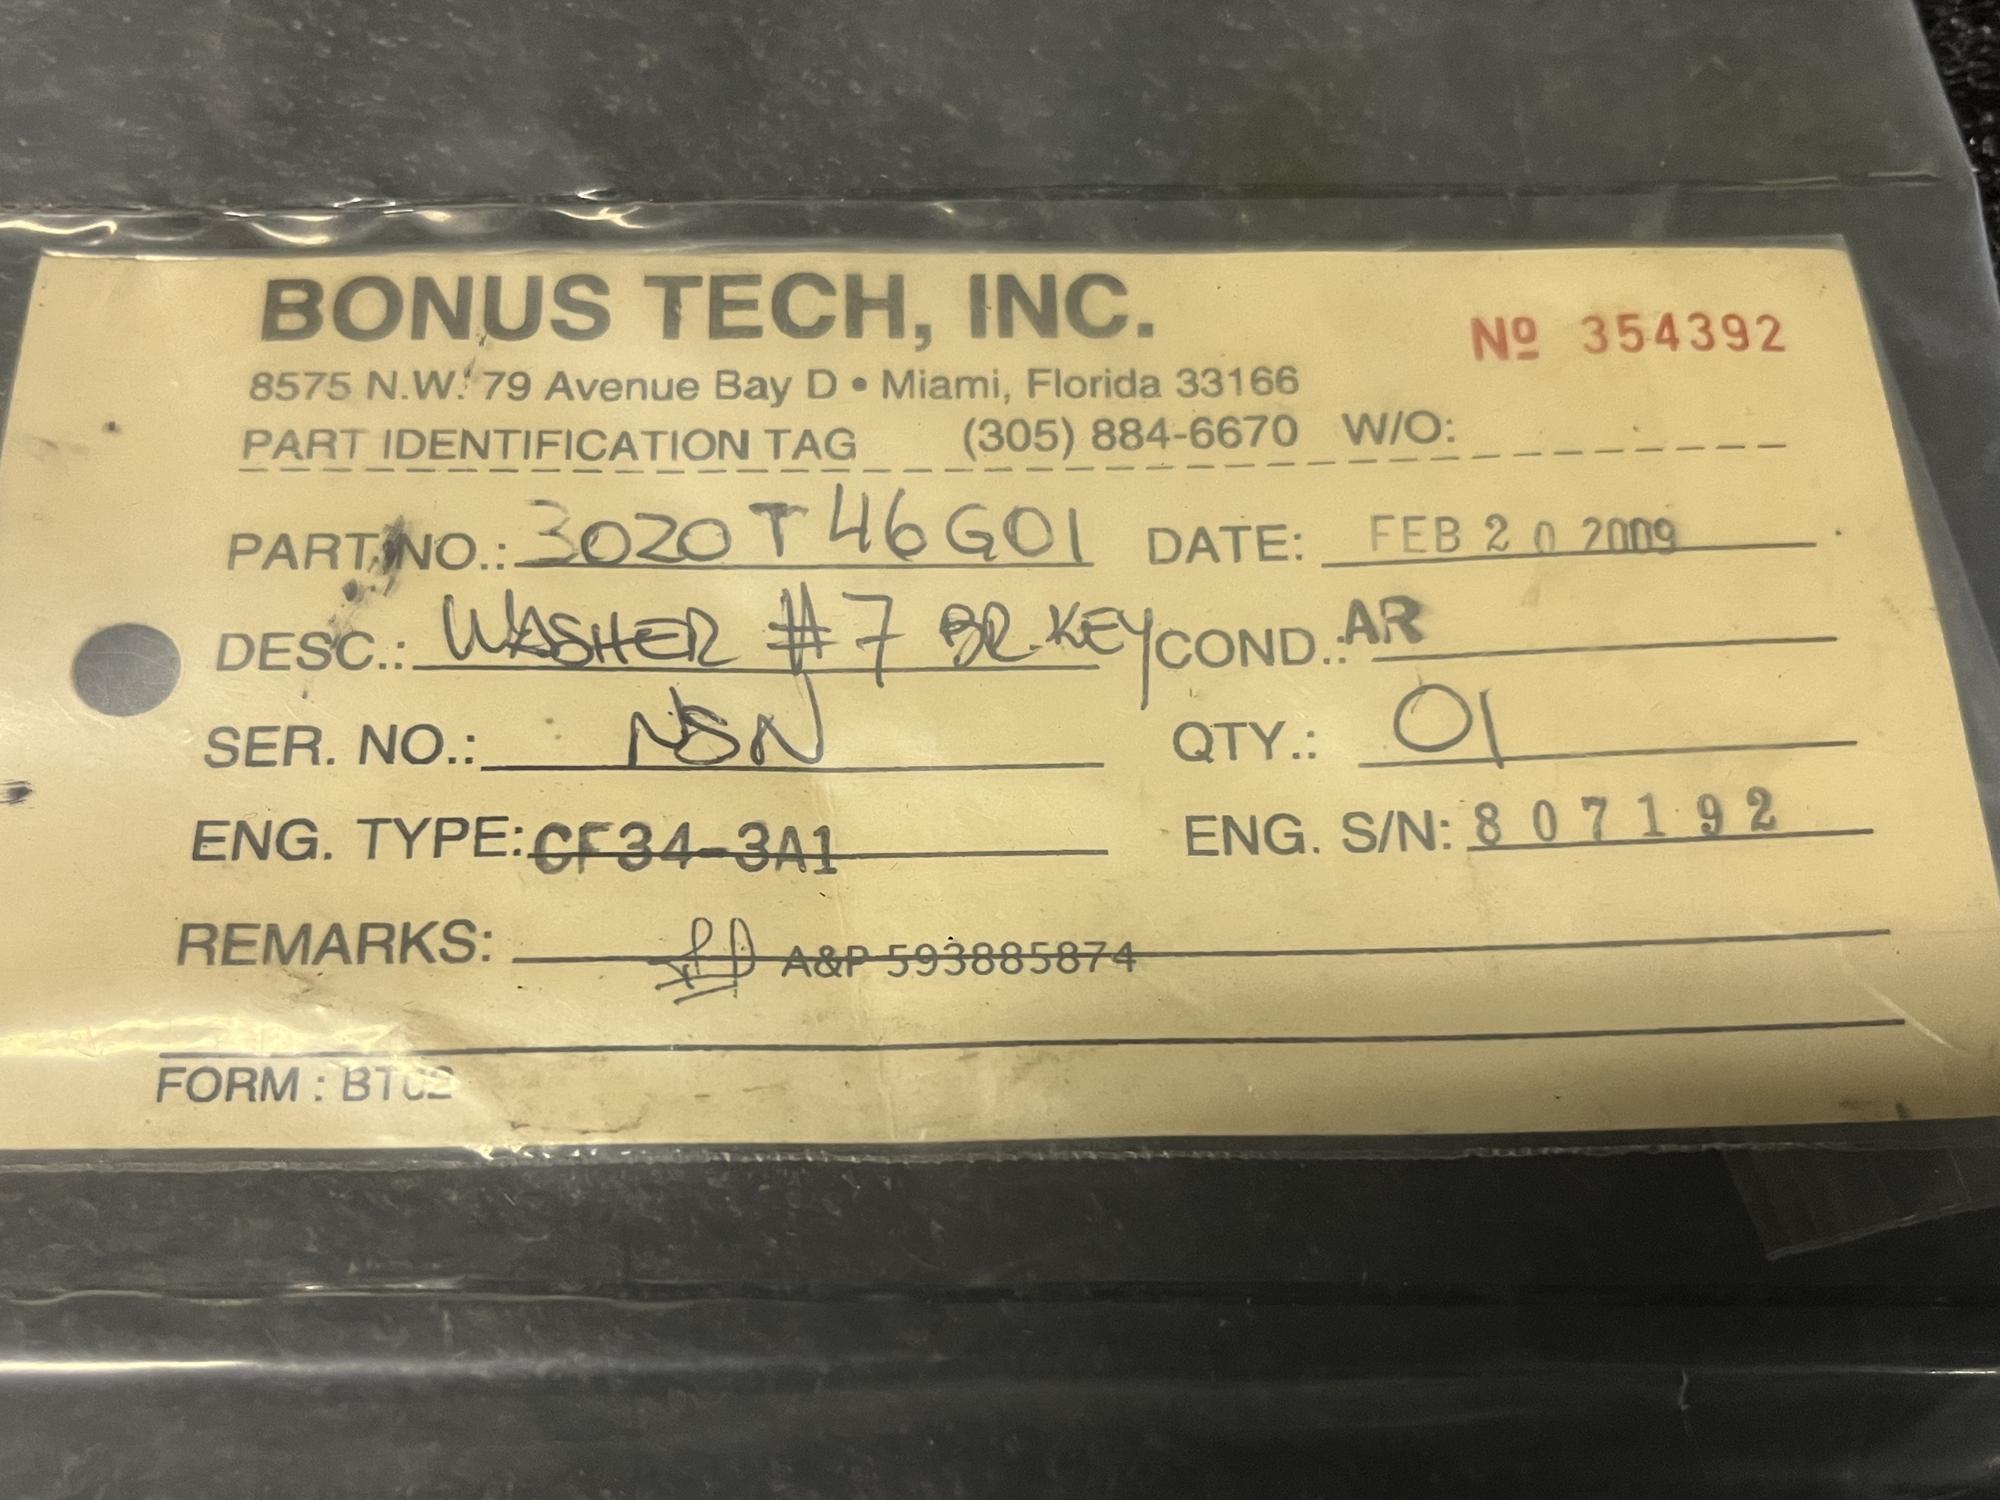 BONUS TECH, INC.
Nº 354392
8575 N.W. 79 Avenue Bay D • Miami, Florida 33166
PART IDENTIFICATION TAG (305) 884-6670 W/O:
PART NO.: 3020T46G01 DATE: FEB 20 2009
DESC.: WASHER #7 BR. KEY COND.: AR
SER. NO.: NSN QTY.: 01
ENG. TYPE: CF34-3A1 ENG. S/N: 807192
REMARKS: A&P 593885874
FORM : BT02